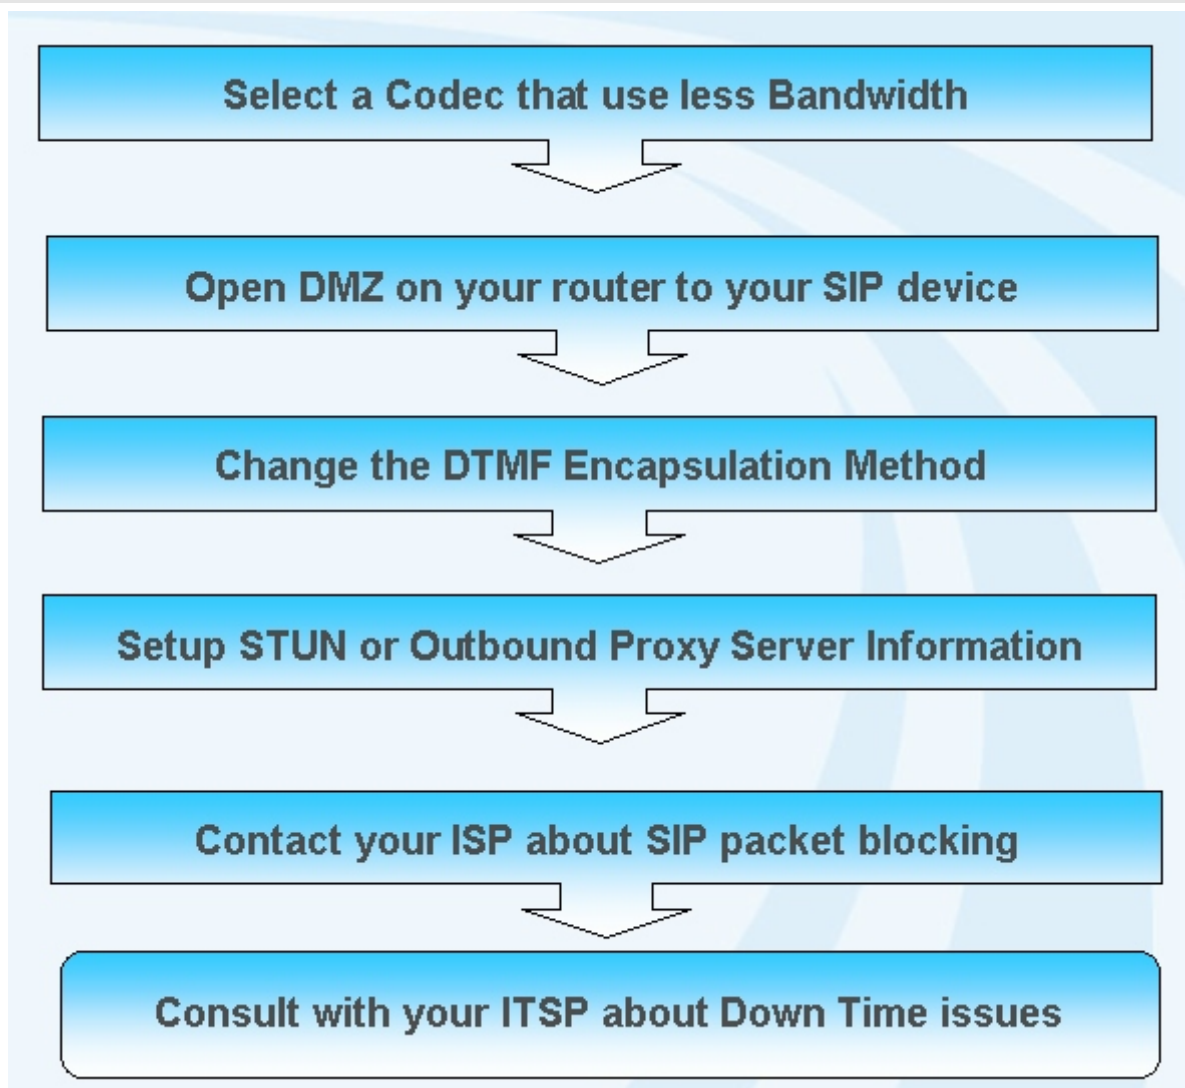 Select a Codec that use less Bandwidth
Open DMZ on your router to your SIP device
Change the DTMF Encapsulation Method
Setup STUN or Outbound Proxy Server Information
Contact your ISP about SIP packet blocking
Consult with your ITSP about Down Time issues